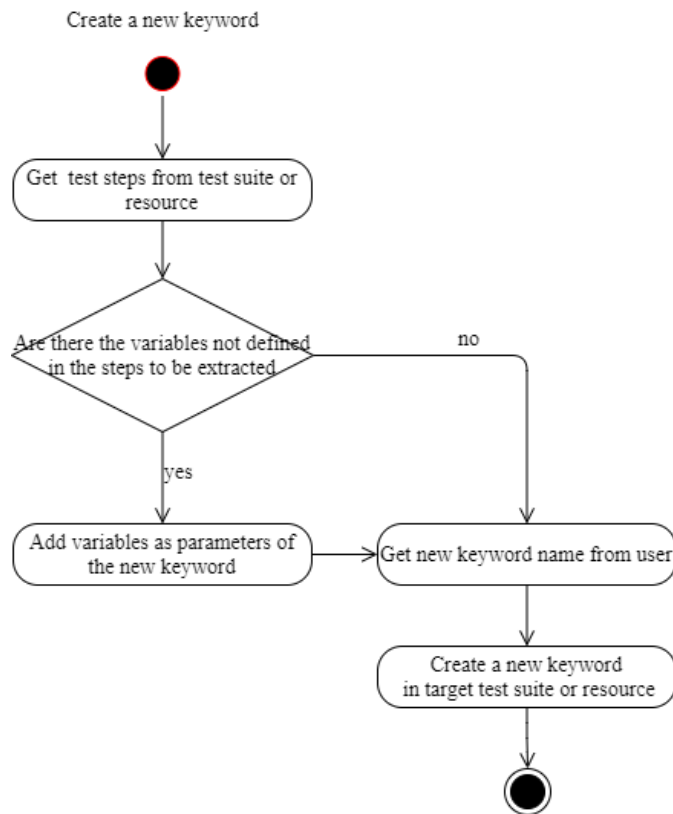 Create a new keyword
Get test steps from test suite or
resource
Are there the variables not defined
in the steps to be extracted
no
yes
Add variables as parameters of
the new keyword
Get new keyword name from user
Create a new keyword
in target test suite or resource